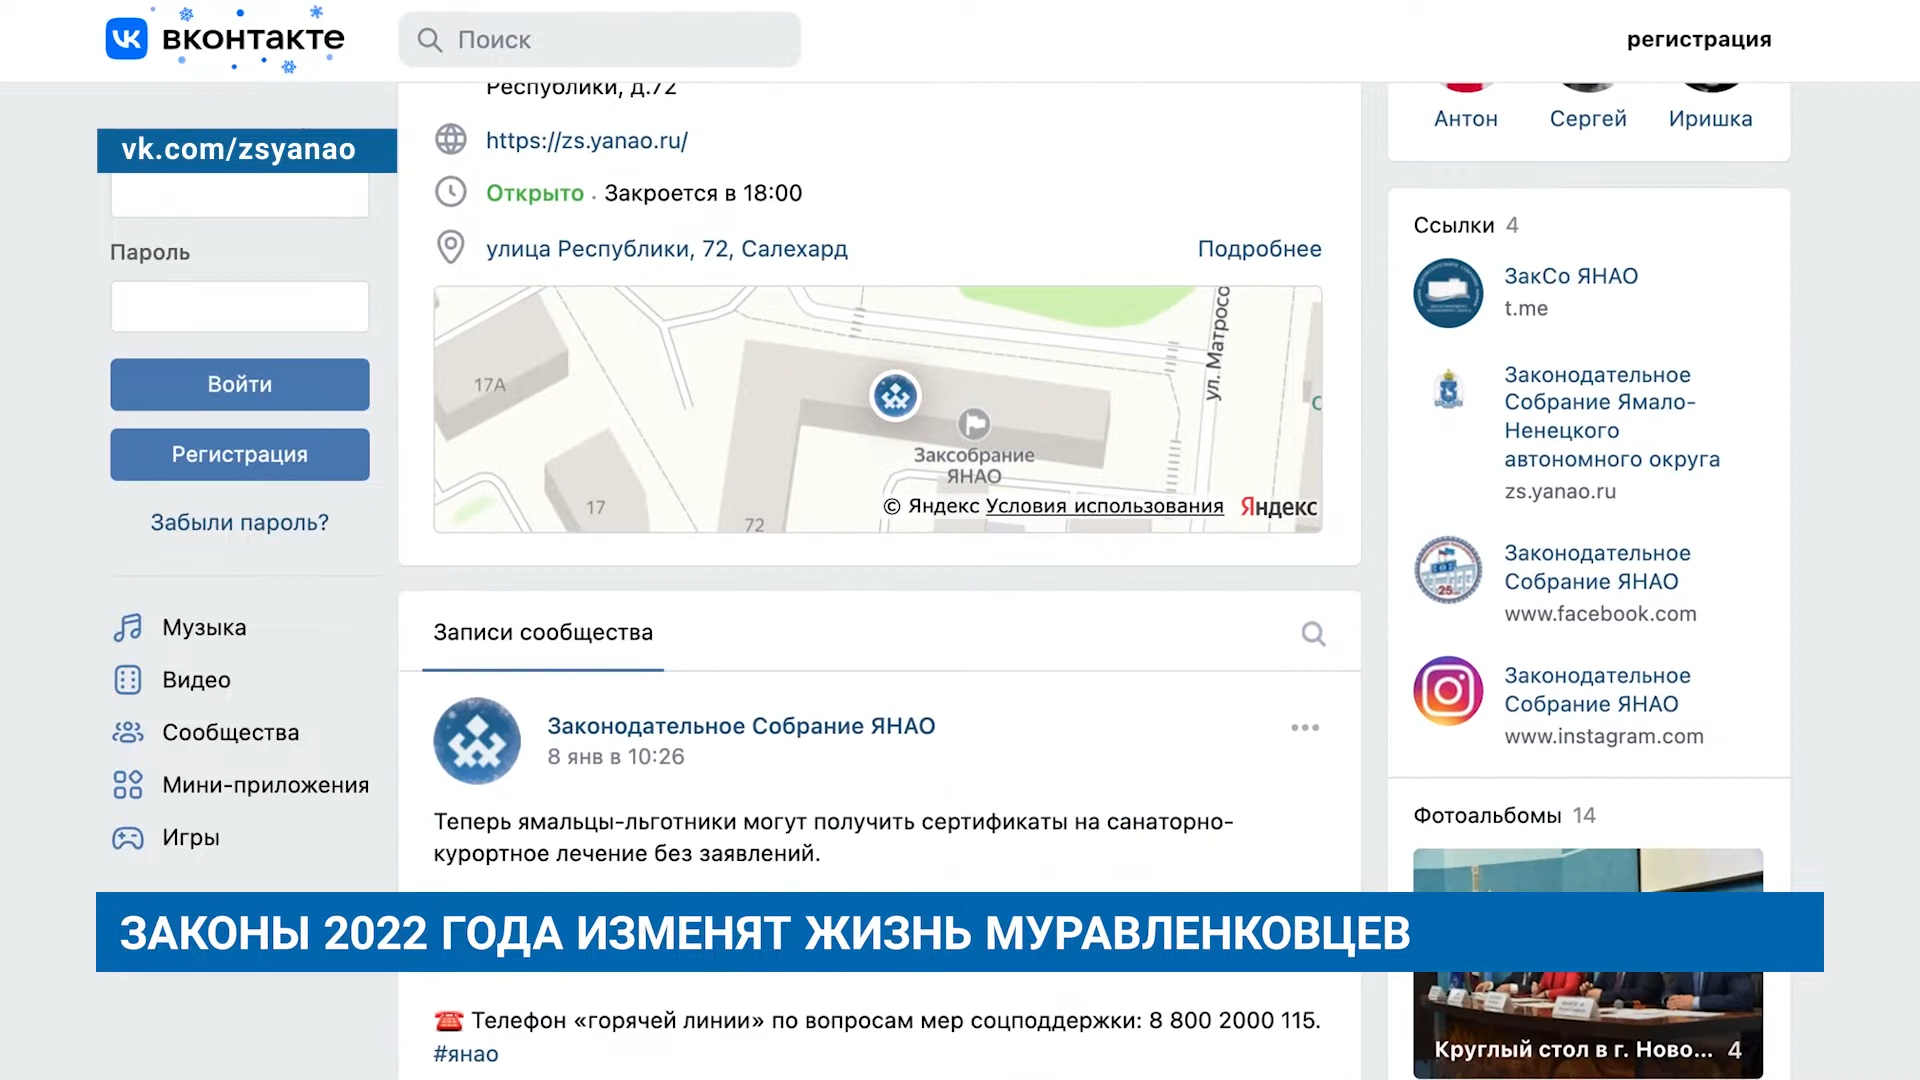 вконтакте
Поиск
регистрация
Республики, д.72
vk.com/zsyanao
https://zs.yanao.ru/
Открыто · Закроется в 18:00
улица Республики, 72, Салехард
Подробнее
Пароль
Войти
Регистрация
Забыли пароль?
Музыка
Видео
Сообщества
Мини-приложения
Игры
17А
17
72
Заксобрание
ЯНАО
ул. Матросо
© Яндекс Условия использования
Яндекс
Записи сообщества
Законодательное Собрание ЯНАО
8 янв в 10:26
Теперь ямальцы-льготники могут получить сертификаты на санаторно-
курортное лечение без заявлений.
ЗАКОНЫ 2022 ГОДА ИЗМЕНЯТ ЖИЗНЬ МУРАВЛЕНКОВЦЕВ
Телефон «горячей линии» по вопросам мер соцподдержки: 8 800 2000 115.
#янао
Антон
Сергей
Иришка
Ссылки 4
ЗакСо ЯНАО
t.me
Законодательное
Собрание Ямало-
Ненецкого
автономного округа
zs.yanao.ru
Законодательное
Собрание ЯНАО
www.facebook.com
25
Законодательное
Собрание ЯНАО
www.instagram.com
Фотоальбомы 14
Круглый стол в г. Ново... 4